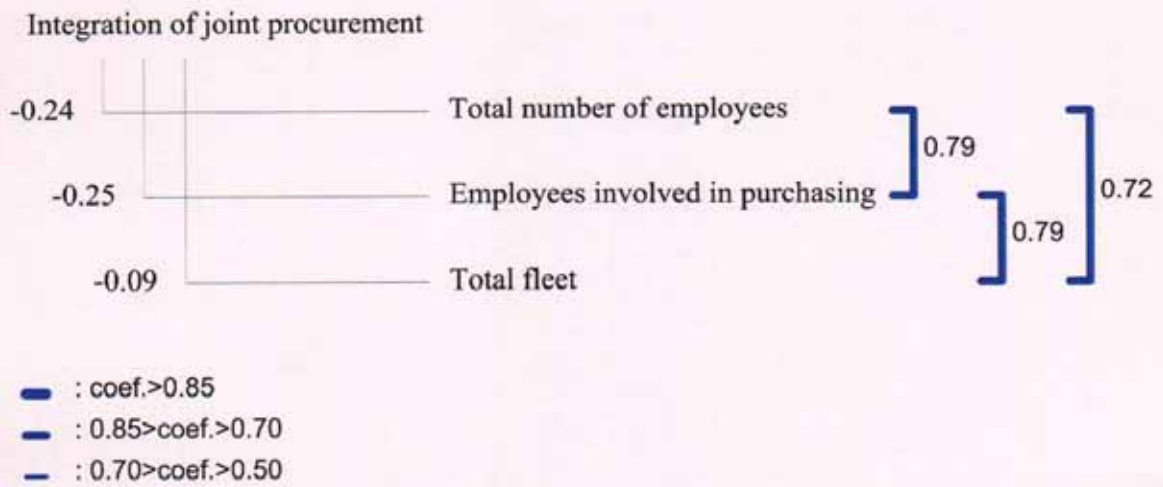 Integration of joint procurement
-0.24 Total number of employees
0.79
-0.25 Employees involved in purchasing
0.72
0.79
-0.09 Total fleet
: coef.>0.85
: 0.85>coef.>0.70
: 0.70>coef.>0.50